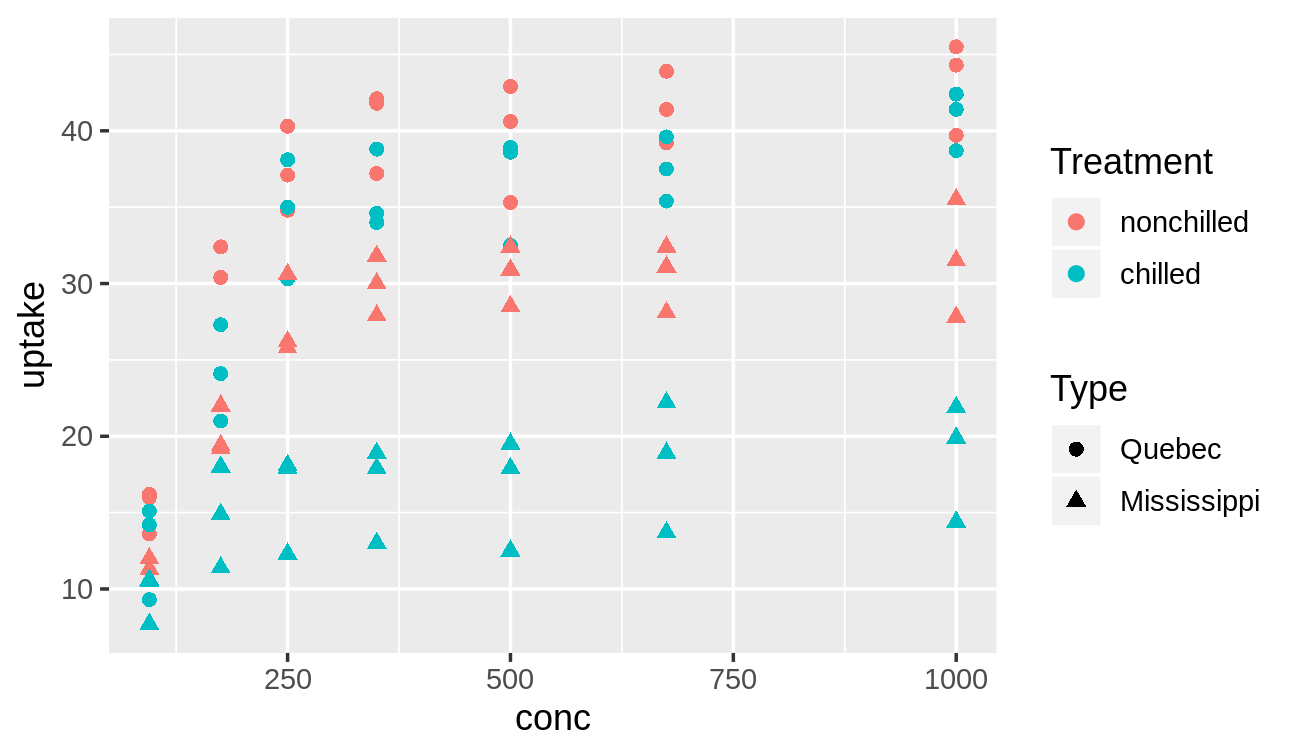 40
30
20
10
uptake
250 500 750 1000
conc
Treatment
nonchilled
chilled
Type
Quebec
Mississippi